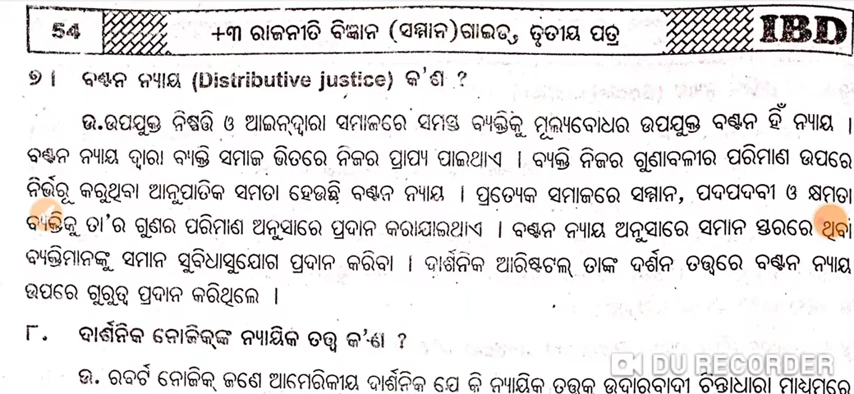 54 +୩ ରାଜନୀତି ବିଜ୍ଞାନ (ସମ୍ମାନ)ଗାଇଡ୍, ତୃତୀୟ ପତ୍ର IBD
୭। ବଣ୍ଟନ ନ୍ୟାୟ (Distributive justice) କ'ଣ ?
ଉ.ଉପଯୁକ୍ତ ନିଷ୍ପତ୍ତି ଓ ଆଇନ୍‌ଦ୍ୱାରା ସମାଜରେ ସମସ୍ତ ବ୍ୟକ୍ତିକୁ ମୂଲ୍ୟବୋଧର ଉପଯୁକ୍ତ ବଣ୍ଟନ ହିଁ ନ୍ୟାୟ ।
ବଣ୍ଟନ ନ୍ୟାୟ ଦ୍ୱାରା ବ୍ୟକ୍ତି ସମାଜ ଭିତରେ ନିଜର ପ୍ରାପ୍ୟ ପାଇଥାଏ । ବ୍ୟକ୍ତି ନିଜର ଗୁଣାବଳୀର ପରିମାଣ ଉପରେ
ନିର୍ଭର କରୁଥିବା ଆନୁପାତିକ ସମତା ହେଉଛି ବଣ୍ଟନ ନ୍ୟାୟ । ପ୍ରତ୍ୟେକ ସମାଜରେ ସମ୍ମାନ, ପଦପଦବୀ ଓ କ୍ଷମତା
ବ୍ୟକ୍ତିକୁ ତା'ର ଗୁଣର ପରିମାଣ ଅନୁସାରେ ପ୍ରଦାନ କରାଯାଇଥାଏ । ବଣ୍ଟନ ନ୍ୟାୟ ଅନୁସାରେ ସମାନ ସ୍ତରରେ ଥିବା
ବ୍ୟକ୍ତିମାନଙ୍କୁ ସମାନ ସୁବିଧାସୁଯୋଗ ପ୍ରଦାନ କରିବା । ଦାର୍ଶନିକ ଆରିଷ୍ଟଟଲ୍ ତାଙ୍କ ଦର୍ଶନ ତତ୍ତ୍ୱରେ ବଣ୍ଟନ ନ୍ୟାୟ
ଉପରେ ଗୁରୁତ୍ୱ ପ୍ରଦାନ କରିଥିଲେ ।
୮. ଦାର୍ଶନିକ ନୋଜିକ୍‌ଙ୍କ ନ୍ୟାୟିକ ତତ୍ତ୍ୱ କ'ଣ ?
DU RECORDER
ଉ. ରବର୍ଟ ନୋଜିକ୍ ଜଣେ ଆମେରିକୀୟ ଦାର୍ଶନିକ ଯେ କି ନ୍ୟାୟିକ ତତ୍ତ୍ୱକୁ ଉଦାରବାଦୀ ଚିନ୍ତାଧାରା ମାଧ୍ୟମରେ